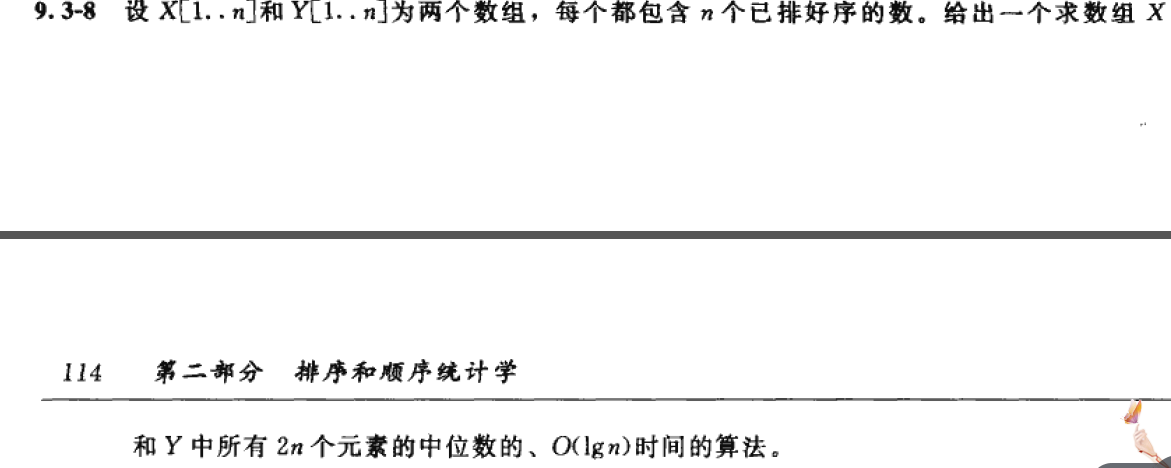 9.3-8 设 X[1..n]和 Y[1..n]为两个数组，每个都包含 n 个已排好序的数。给出一个求数组 X
114 第二部分 排序和顺序统计学
和 Y 中所有 2n 个元素的中位数的、O(lgn)时间的算法。